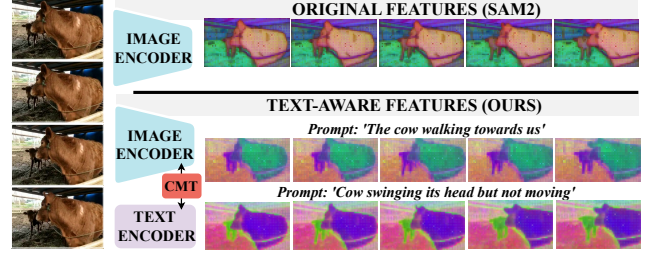 ORIGINAL FEATURES (SAM2)
IMAGE
ENCODER
TEXT-AWARE FEATURES (OURS)
IMAGE
ENCODER
Prompt: 'The cow walking towards us'
CMT
Prompt: 'Cow swinging its head but not moving'
TEXT
ENCODER